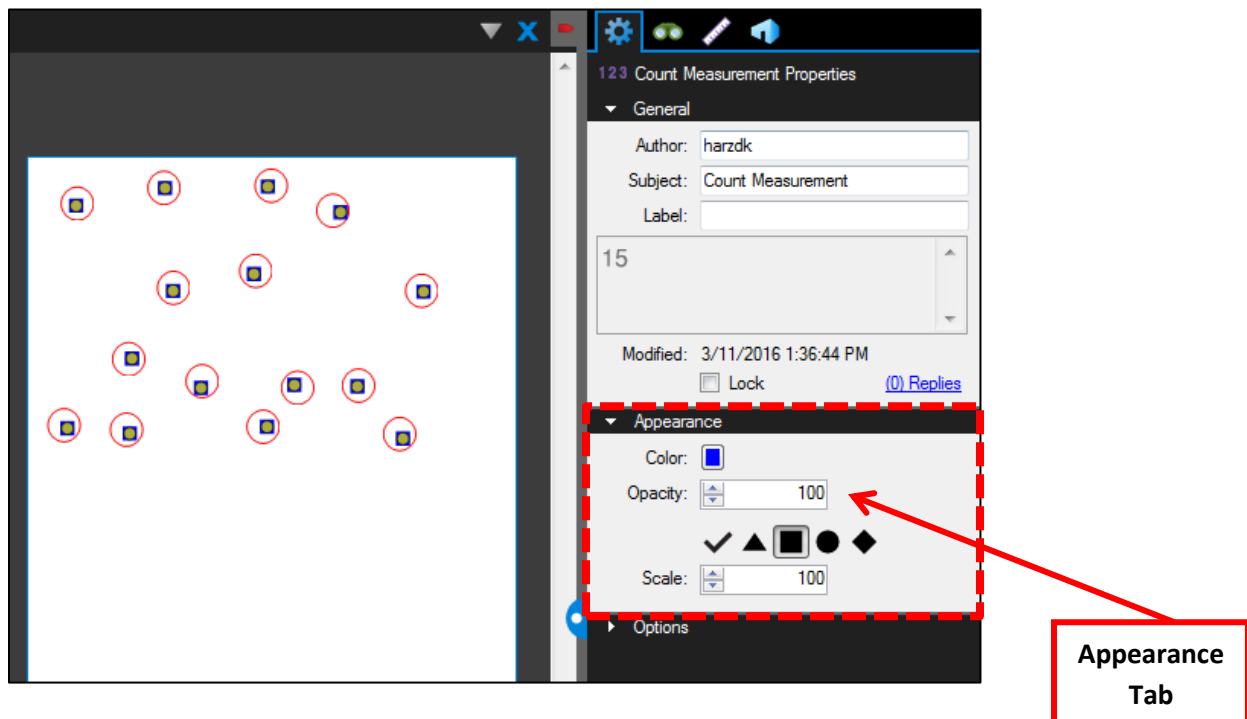 123 Count Measurement Properties
General
Author: harzdk
Subject: Count Measurement
Label:
15
Modified: 3/11/2016 1:36:44 PM
Lock (0) Replies
Appearance
Color:
Opacity: 100
Scale: 100
Options
Appearance
Tab